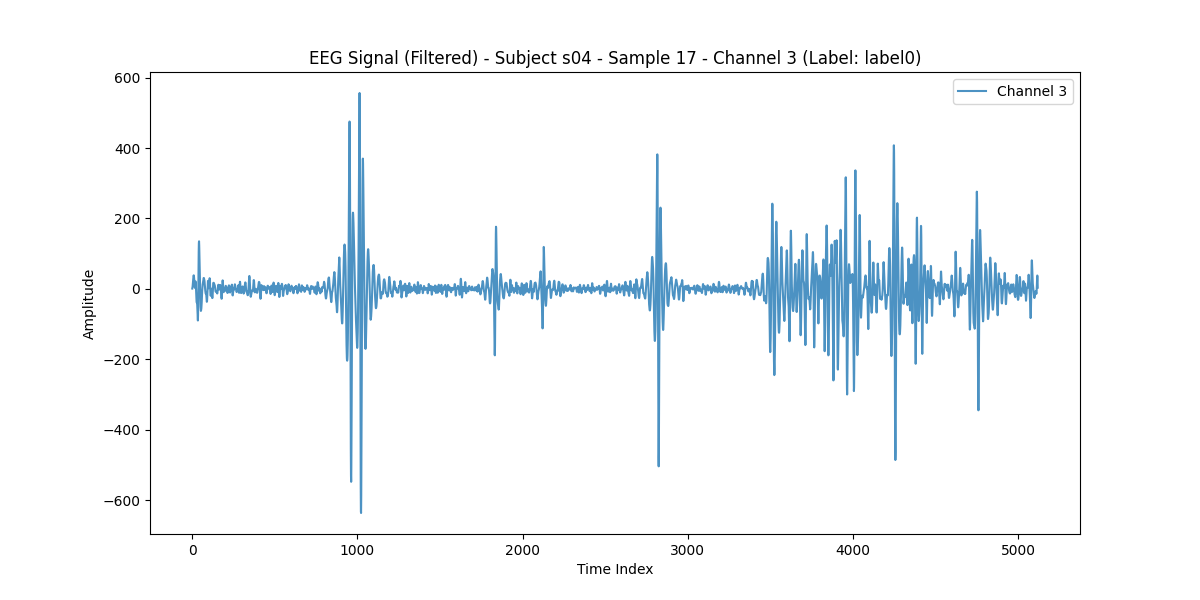 EEG Signal (Filtered) - Subject s04 - Sample 17 - Channel 3 (Label: label0)
Channel 3
600
400
200
0
−200
−400
−600
Amplitude
0 1000 2000 3000 4000 5000
Time Index